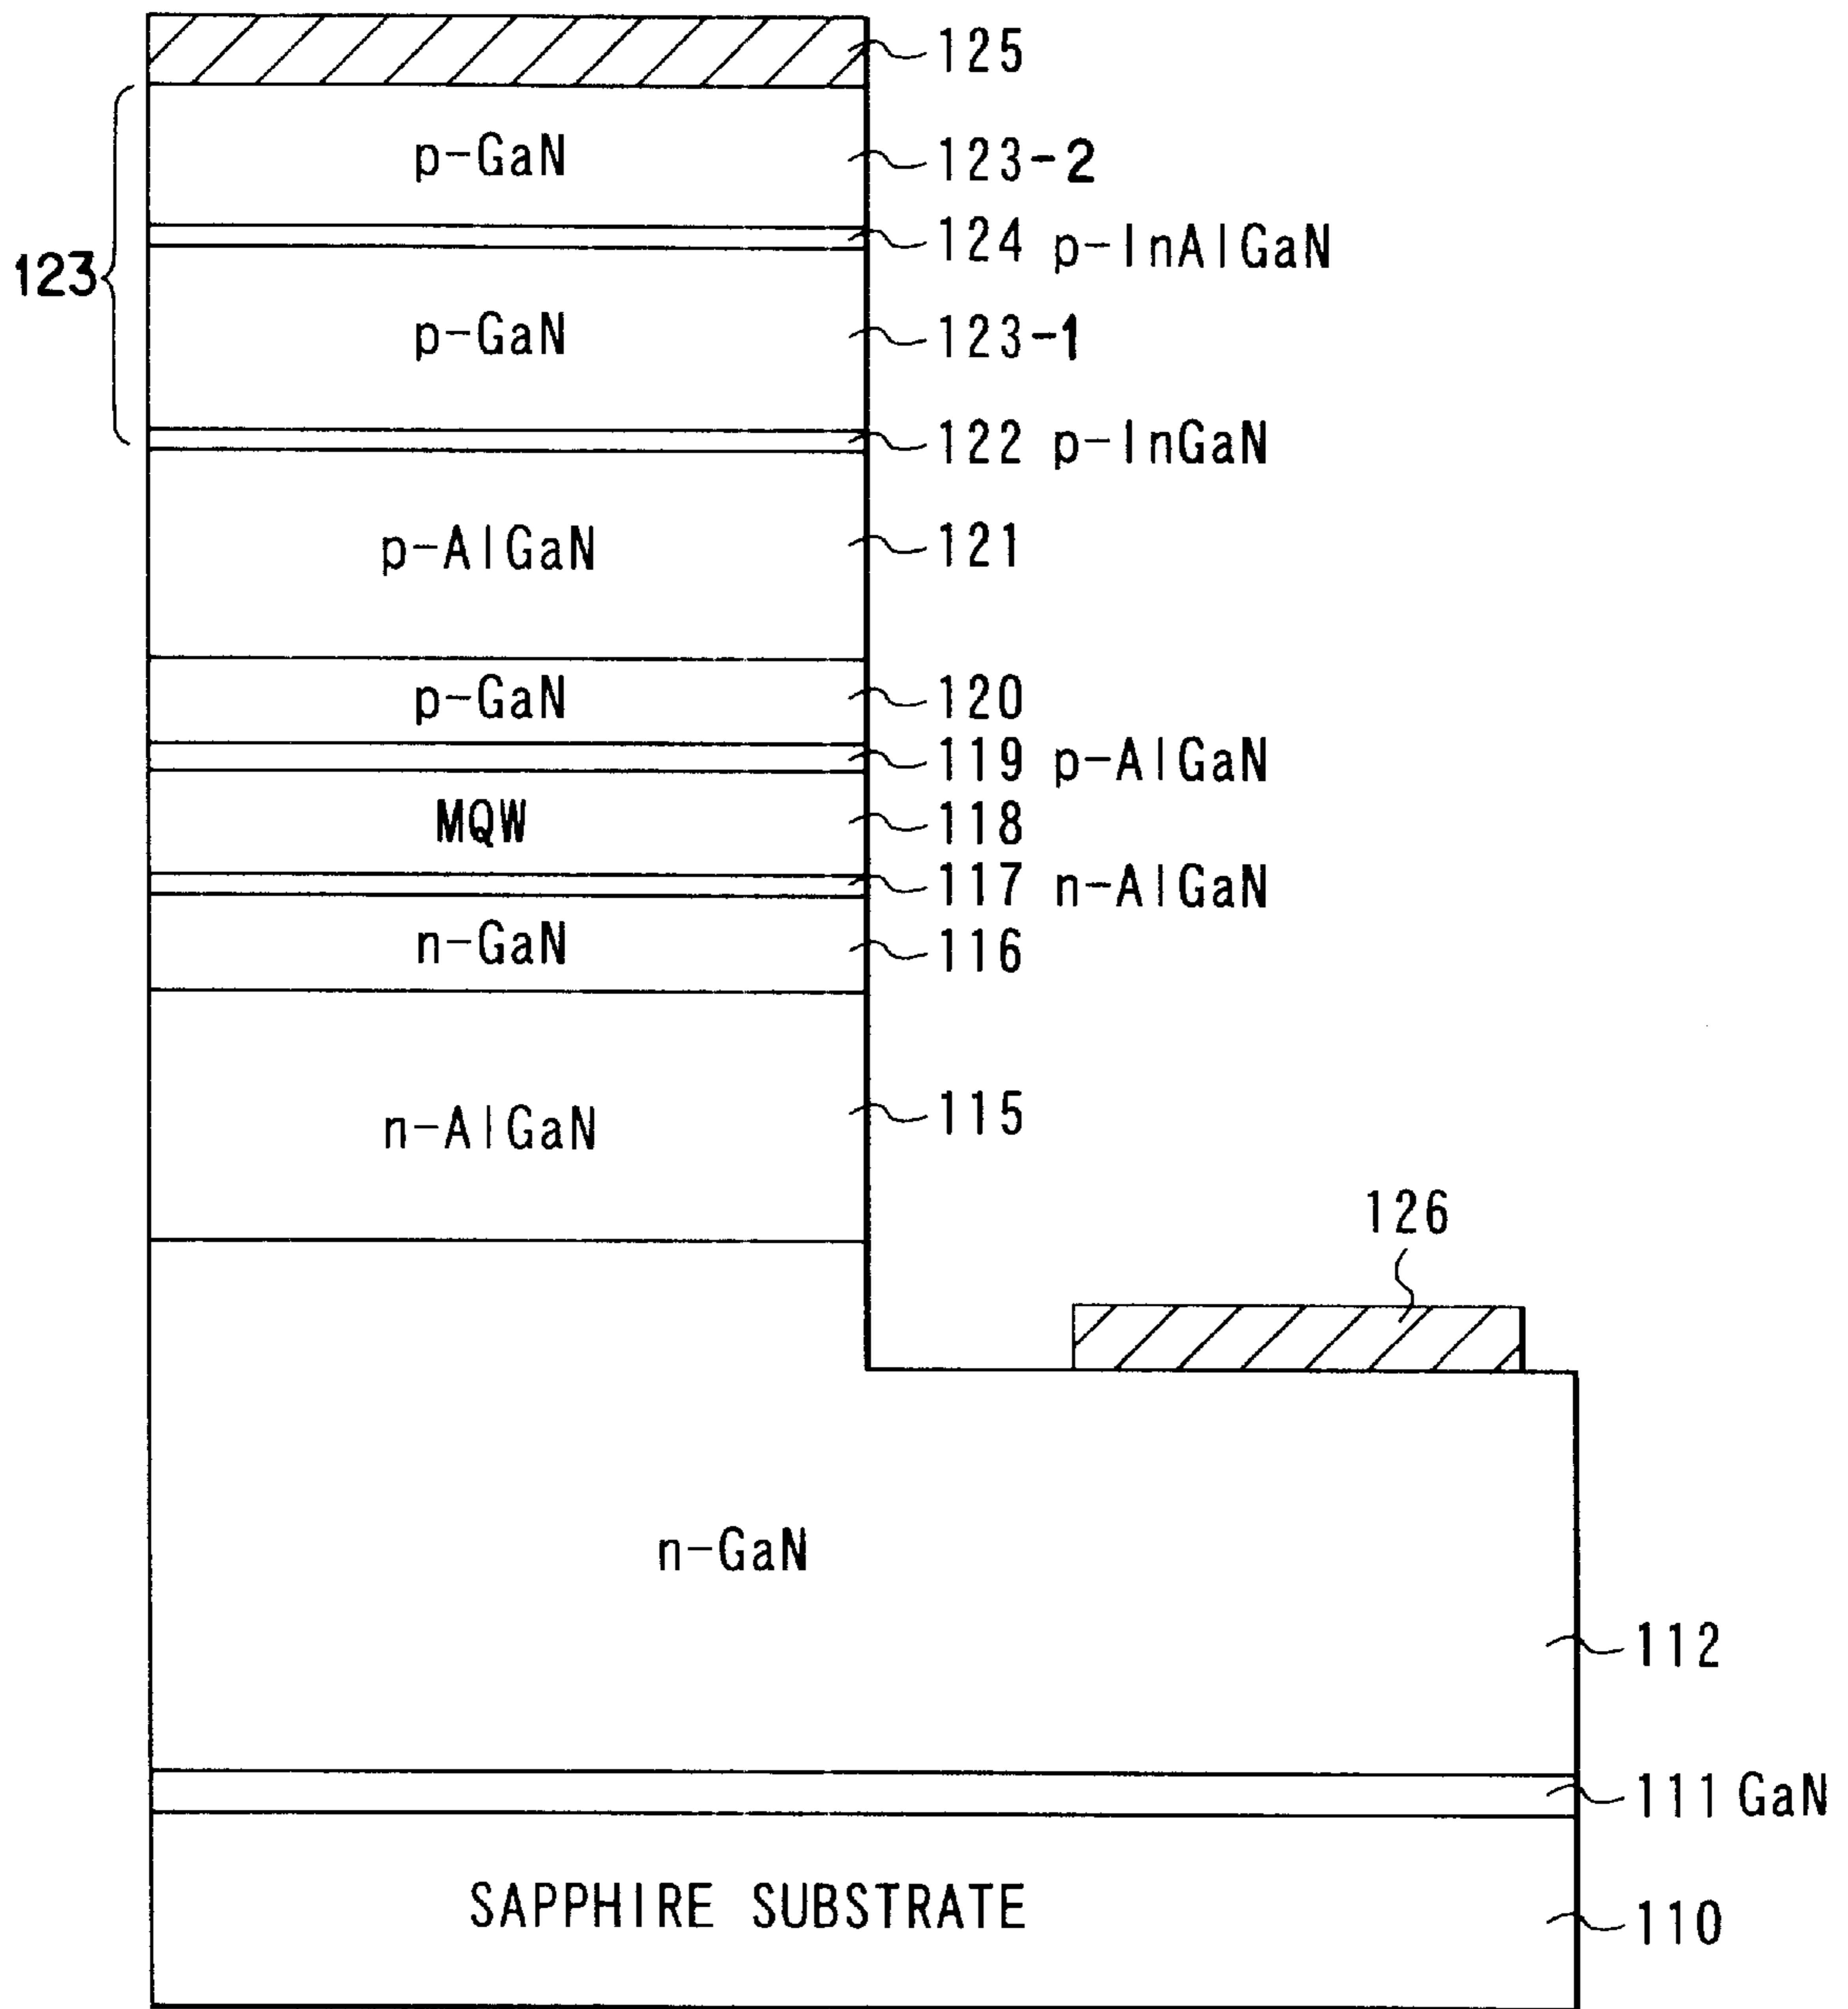 125
p-GaN 123-2
124 p-InAlGaN
123
p-GaN 123-1
122 p-InGaN
p-AlGaN 121
p-GaN 120
119 p-AlGaN
MQW 118
117 n-AlGaN
n-GaN 116
n-AlGaN 115
126
n-GaN
112
111 GaN
SAPPHIRE SUBSTRATE 110